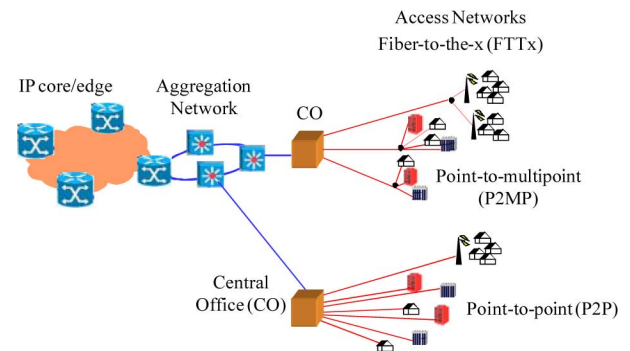 Access Networks
Fiber-to-the-x (FTTx)
IP core/edge
Aggregation
Network
CO
Point-to-multipoint
(P2MP)
Central
Office (CO)
Point-to-point (P2P)